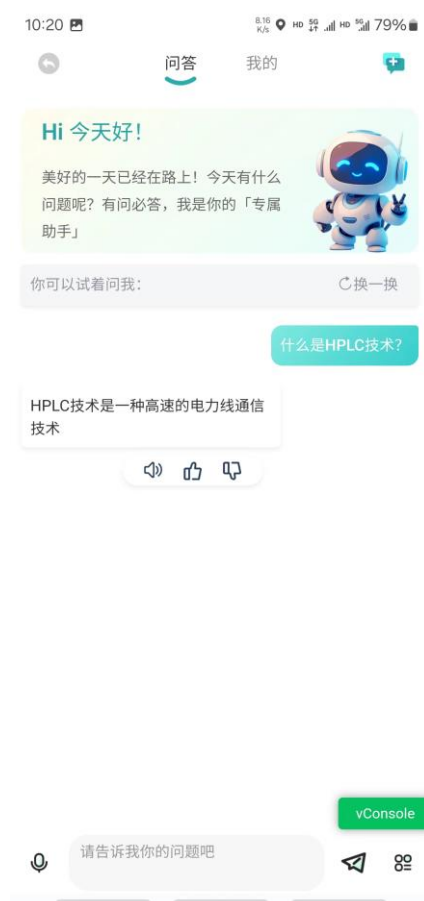 10:20
8.16 K/s HD 5G HD 5G 79%
问答
我的
Hi 今天好!
美好的一天已经在路上！今天有什么
问题呢？有问必答，我是你的「专属
助手」
你可以试着问我：
换一换
什么是HPLC技术？
HPLC技术是一种高速的电力线通信
技术
vConsole
请告诉我你的问题吧